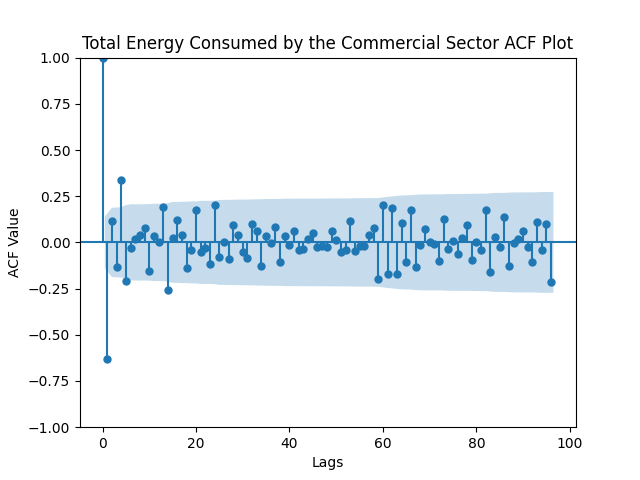 Total Energy Consumed by the Commercial Sector ACF Plot
1.00
0.75
0.50
0.25
0.00
−0.25
−0.50
−0.75
−1.00
ACF Value
0 20 40 60 80 100
Lags